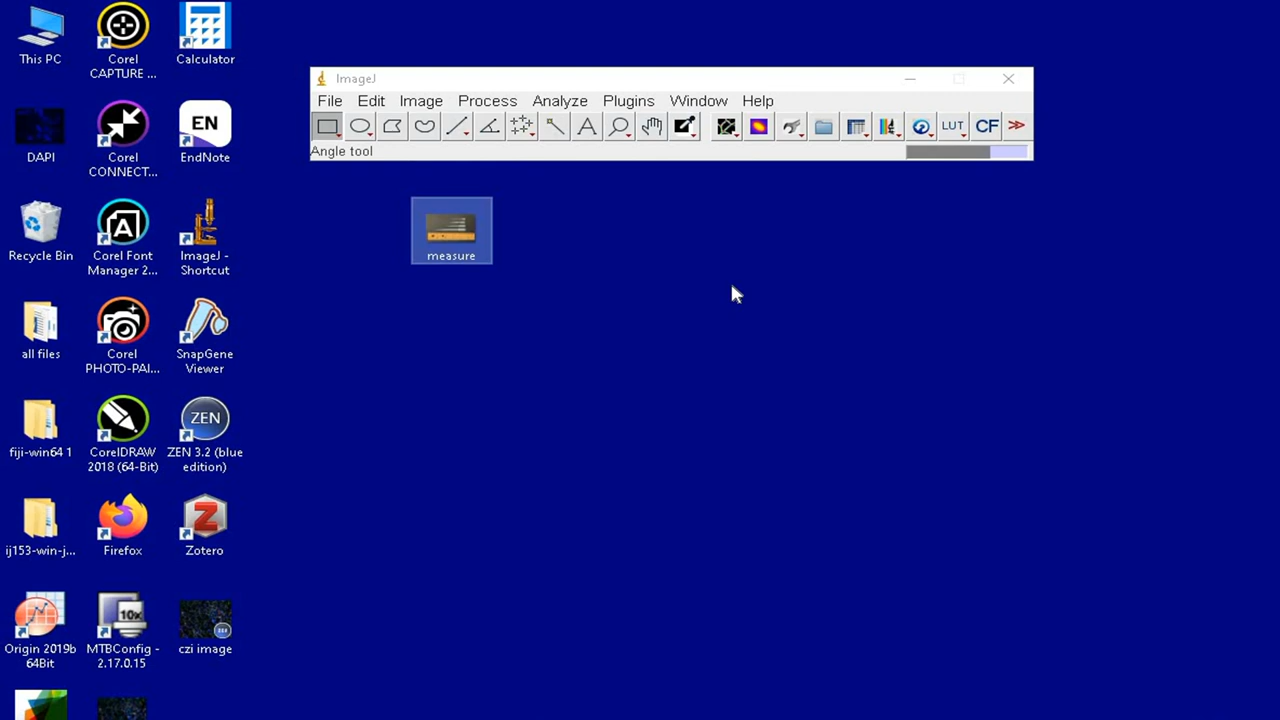 This PC
Corel
CAPTURE ...
Calculator
ImageJ
File Edit Image Process Analyze Plugins Window Help
LUT CF >>
Angle tool
DAPI
Corel
CONNECT...
EN
EndNote
measure
Recycle Bin
Corel Font
Manager 2...
ImageJ -
Shortcut
all files
Corel
PHOTO-PAI...
SnapGene
Viewer
fiji-win64 1
CorelDRAW
2018 (64-Bit)
ZEN
ZEN 3.2 (blue
edition)
ij153-win-j...
Firefox
Zotero
Origin 2019b
64Bit
10x
MTBConfig -
2.17.0.15
czi image